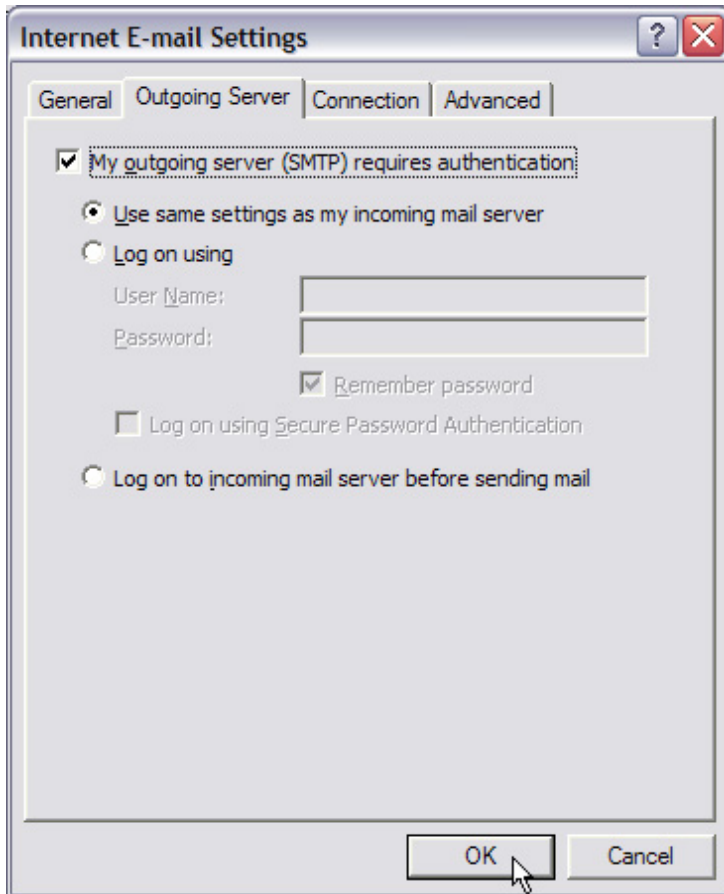 Internet E-mail Settings
General Outgoing Server Connection Advanced
My outgoing server (SMTP) requires authentication
Use same settings as my incoming mail server
Log on using
User Name:
Password:
Remember password
Log on using Secure Password Authentication
Log on to incoming mail server before sending mail
OK Cancel